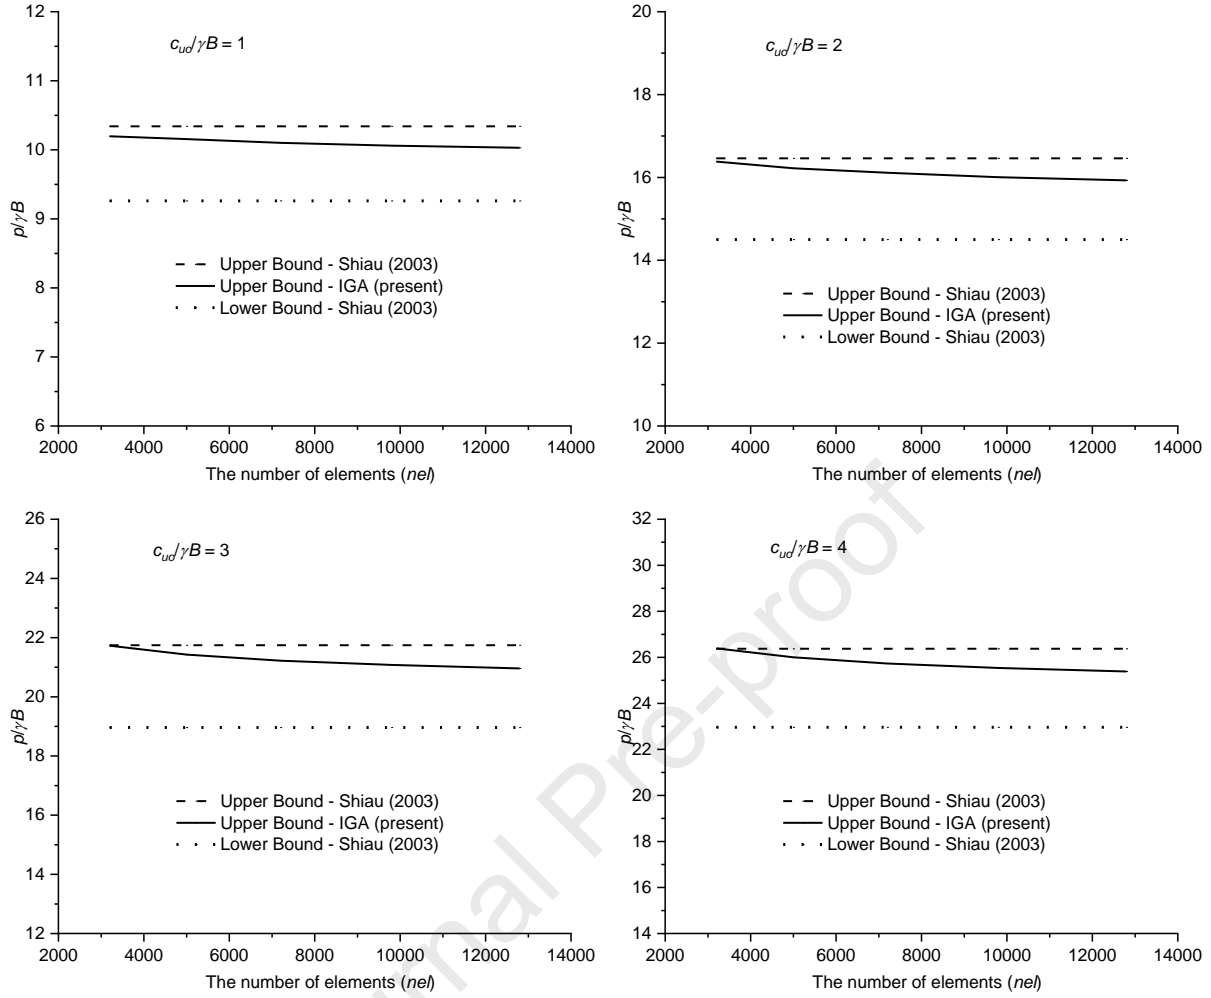 c_uo/γB = 1
p/γB
12
11
10
9
8
7
6
Upper Bound - Shiau (2003)
Upper Bound - IGA (present)
Lower Bound - Shiau (2003)
2000 4000 6000 8000 10000 12000 14000
The number of elements (nel)
c_uo/γB = 2
p/γB
20
18
16
14
12
10
Upper Bound - Shiau (2003)
Upper Bound - IGA (present)
Lower Bound - Shiau (2003)
2000 4000 6000 8000 10000 12000 14000
The number of elements (nel)
c_uo/γB = 3
p/γB
26
24
22
20
18
16
14
12
Upper Bound - Shiau (2003)
Upper Bound - IGA (present)
Lower Bound - Shiau (2003)
2000 4000 6000 8000 10000 12000 14000
The number of elements (nel)
c_uo/γB = 4
p/γB
32
30
28
26
24
22
20
18
16
14
Upper Bound - Shiau (2003)
Upper Bound - IGA (present)
Lower Bound - Shiau (2003)
2000 4000 6000 8000 10000 12000 14000
The number of elements (nel)
rnal Pre-proof